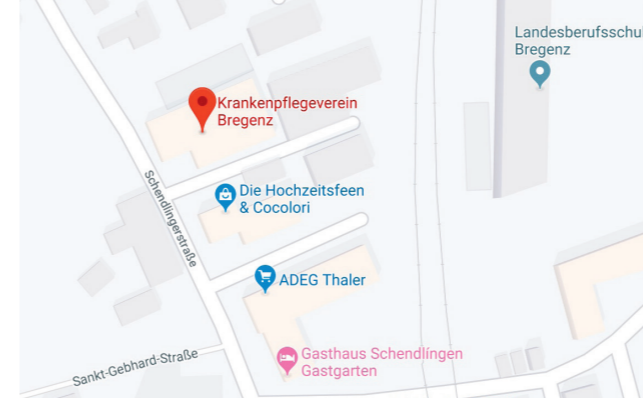 Landesberufsschul
Bregenz
Krankenpflegeverein
Bregenz
Schendlingerstraße
Die Hochzeitsfeen
& Cocolori
ADEG Thaler
Gasthaus Schendlingen
Gastgarten
Sankt-Gebhard-Straße